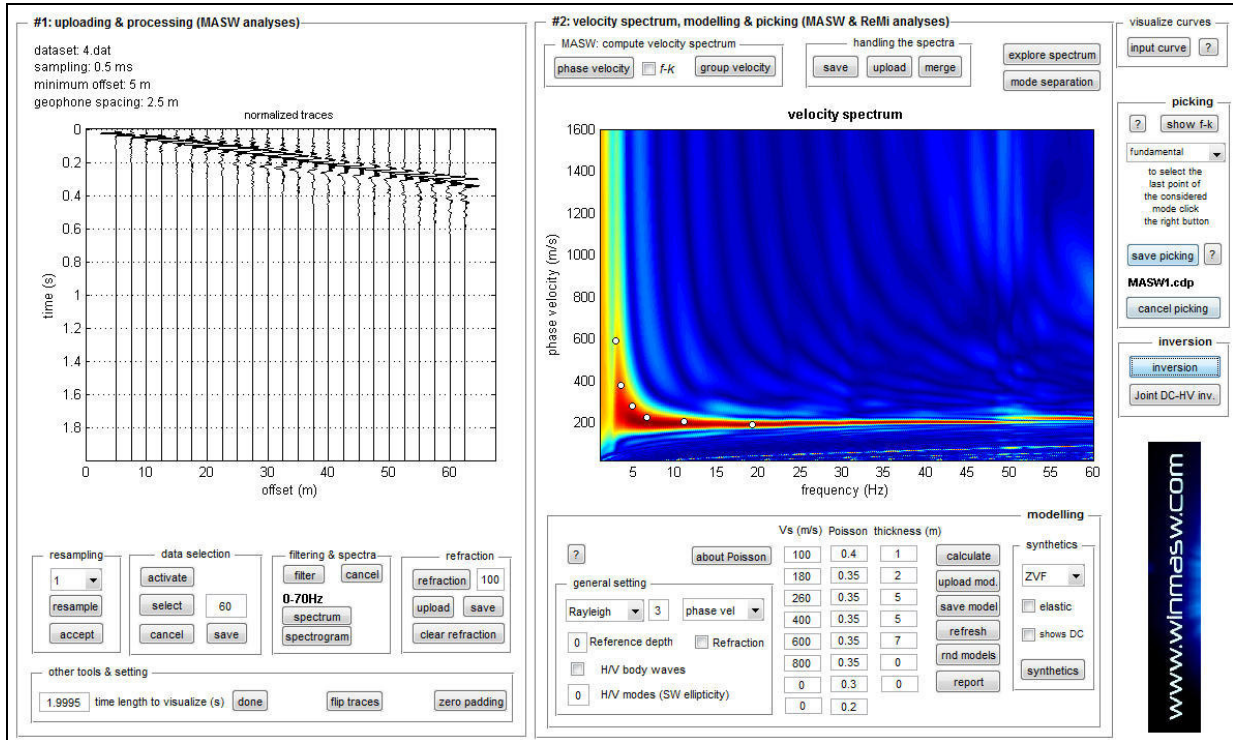 #1: uploading & processing (MASW analyses)
dataset: 4.dat
sampling: 0.5 ms
minimum offset: 5 m
geophone spacing: 2.5 m
normalized traces
0
0.2
0.4
0.6
0.8
1
1.2
1.4
1.6
1.8
time (s)
0 5 10 15 20 25 30 35 40 45 50 55 60
offset (m)
resampling
1
resample
accept
data selection
activate
select 60
cancel save
filtering & spectra
filter cancel
0-70Hz
spectrum
spectrogram
refraction
refraction 100
upload save
clear refraction
other tools & setting
1.9995 time length to visualize (s) done flip traces zero padding
#2: velocity spectrum, modelling & picking (MASW & ReMi analyses)
MASW: compute velocity spectrum
phase velocity f-k group velocity
handling the spectra
save upload merge
explore spectrum
mode separation
velocity spectrum
1600
1400
1200
1000
800
600
400
200
phase velocity (m/s)
5 10 15 20 25 30 35 40 45 50 55 60
frequency (Hz)
modelling
? about Poisson
general setting
Rayleigh 3 phase vel
0 Reference depth Refraction
H/V body waves
0 H/V modes (SW ellipticity)
Vs (m/s) Poisson thickness (m)
100 0.4 1
180 0.35 2
260 0.35 5
400 0.35 5
600 0.35 7
800 0.35 0
0 0.3 0
0 0.2
calculate
upload mod.
save model
refresh
rnd models
report
synthetics
ZVF
elastic
shows DC
synthetics
visualize curves
input curve ?
picking
? show f-k
fundamental
to select the
last point of
the considered
mode click
the right button
save picking ?
MASW1.cdp
cancel picking
inversion
inversion
Joint DC-HV inv.
www.winmasw.com